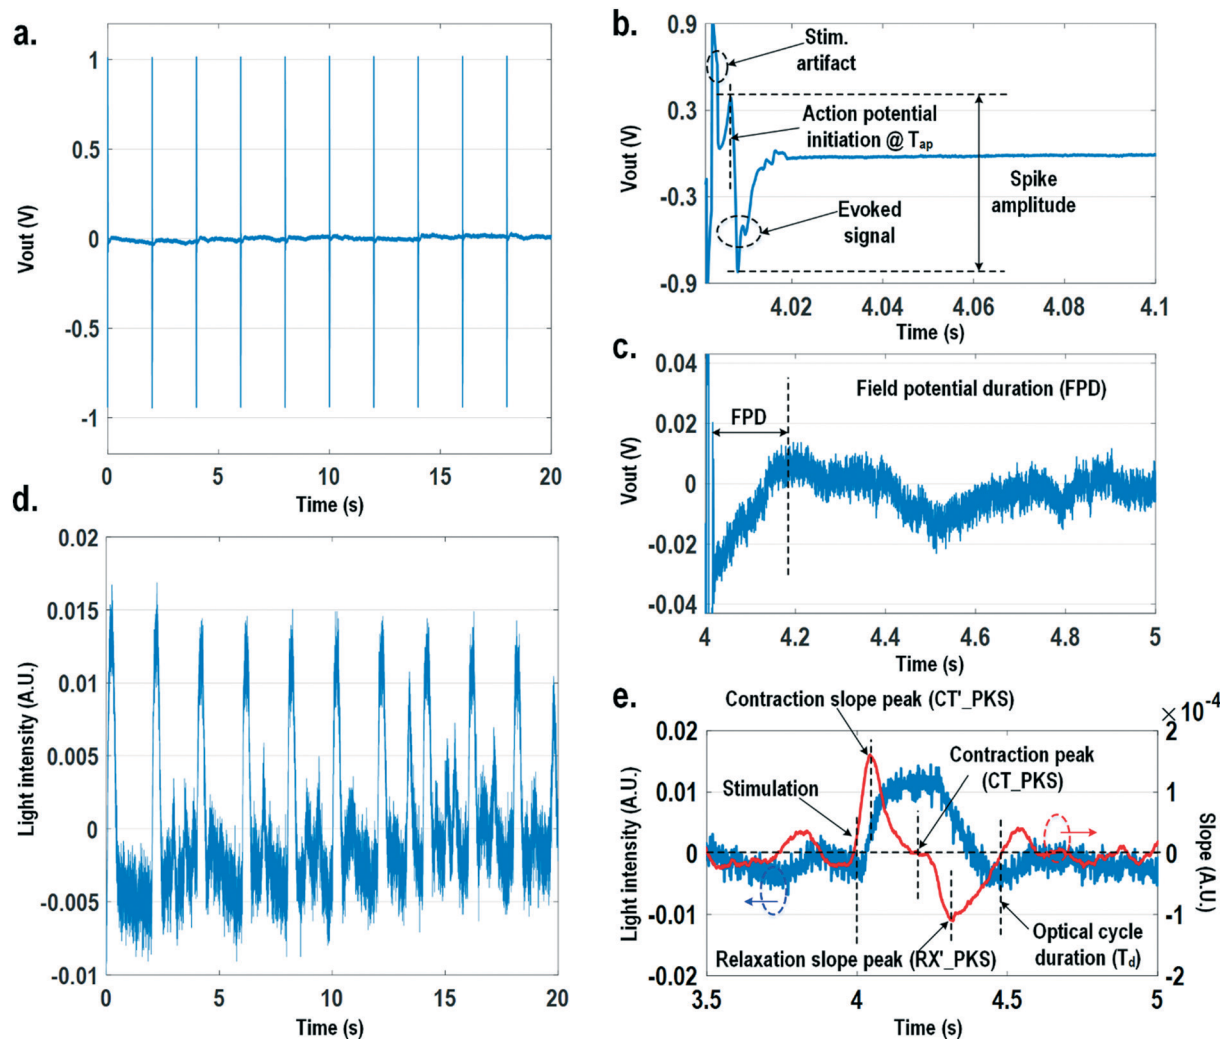 a.
1
0.5
0
-0.5
-1
Vout (V)
0
5
10
15
20
Time (s)
b.
0.9
0.3
-0.3
-0.9
Vout (V)
Stim.
artifact
Action potential
initiation @ Tap
Evoked
signal
Spike
amplitude
4.02
4.04
4.06
4.08
4.1
Time (s)
c.
0.04
0.02
0
-0.02
-0.04
Vout (V)
Field potential duration (FPD)
FPD
4
4.2
4.4
4.6
4.8
5
Time (s)
d.
0.02
0.015
0.01
0.005
0
-0.005
-0.01
Light intensity (A.U.)
0
5
10
15
20
Time (s)
e.
Contraction slope peak (CT'_PKS)
× 10-4
0.02
0.01
0
-0.01
-0.02
Light intensity (A.U.)
Stimulation
Contraction peak
(CT_PKS)
Relaxation slope peak (RX'_PKS)
Optical cycle
duration (Td)
2
1
0
-1
-2
Slope (A.U.)
3.5
4
4.5
5
Time (s)